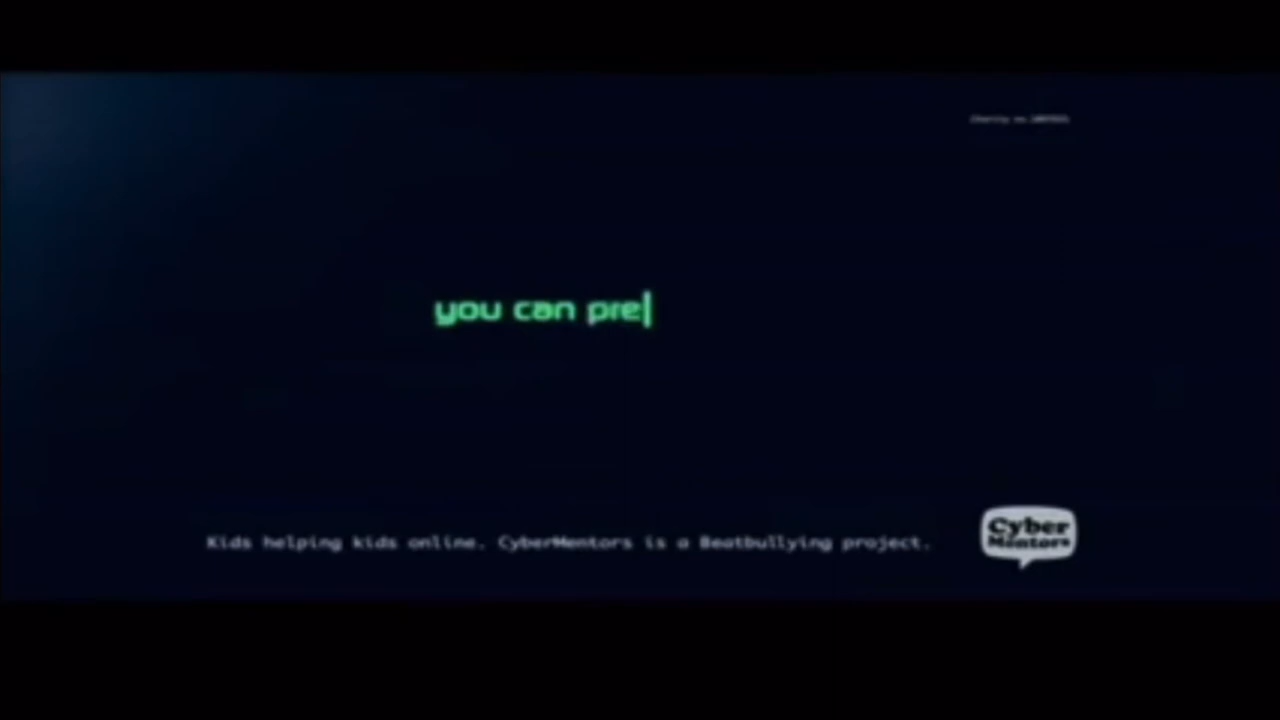 you can pre
Kids helping kids online. CyberMentors is a Beatbullying project.
Cyber
Mentors